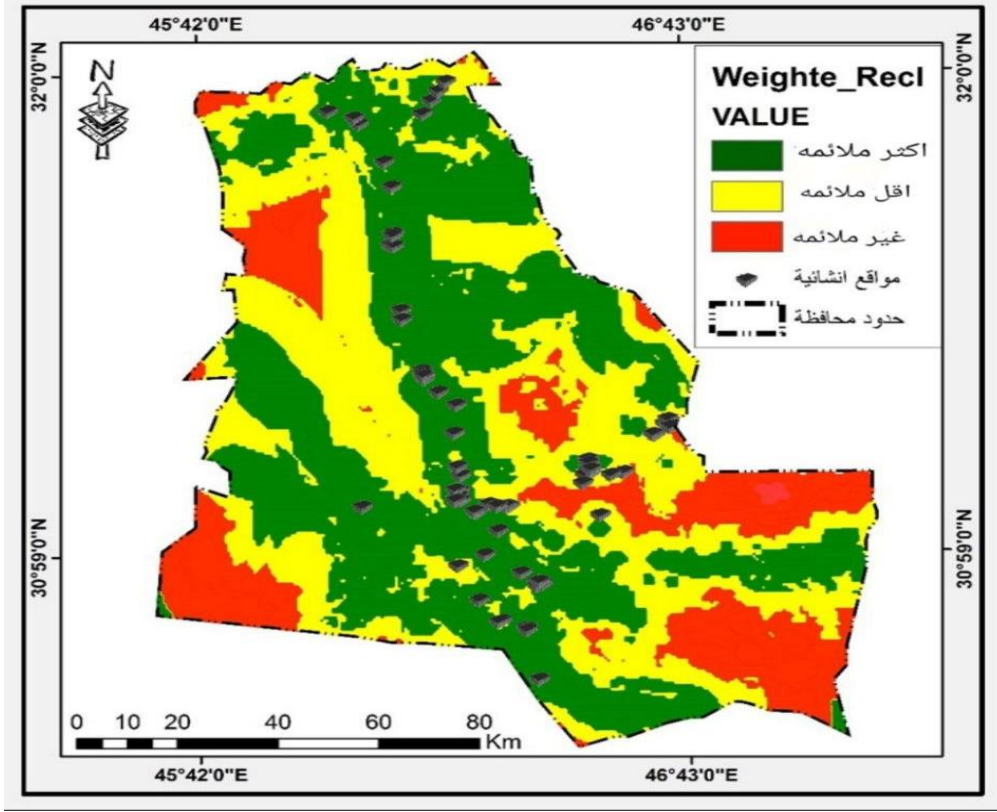 45°42'0"E
46°43'0"E
32°0'0"N
32°0'0"N
N
Weighte_Recl
VALUE
اكثر ملائمه
اقل ملائمه
غير ملائمه
مواقع انشائية
حدود محافظة
30°59'0"N
30°59'0"N
0 10 20 40 60 80
Km
45°42'0"E
46°43'0"E